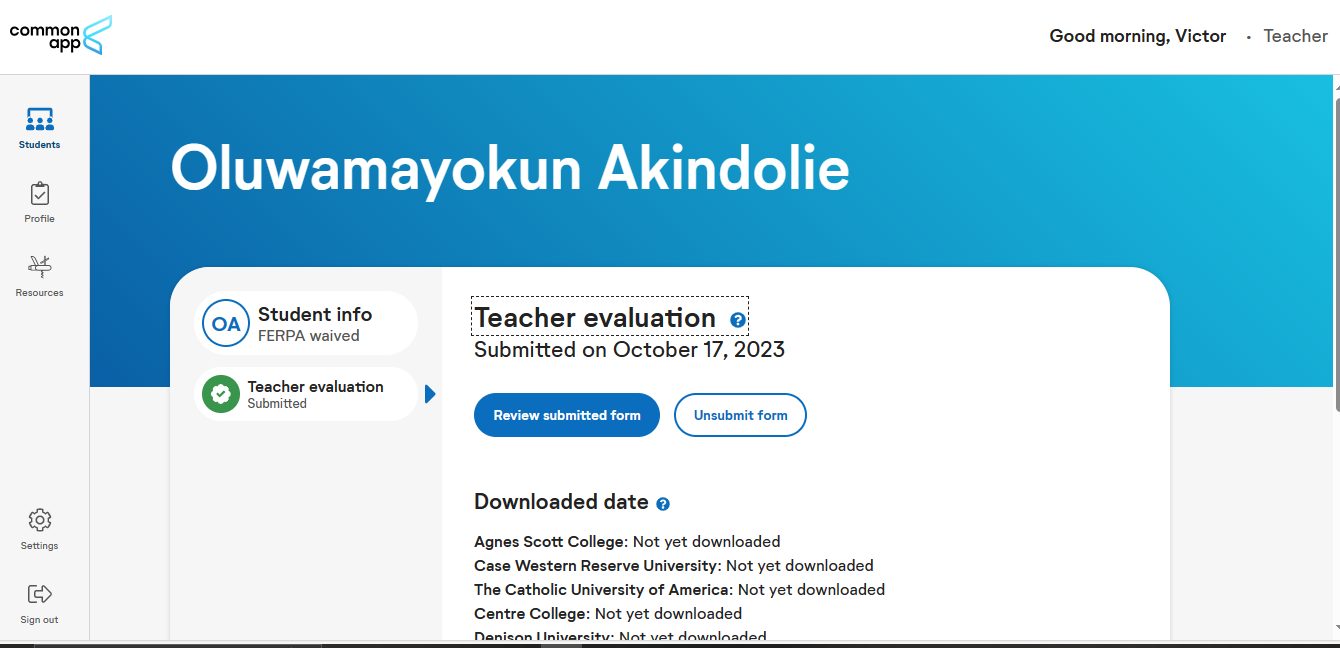 common
app
Good morning, Victor · Teacher
Students
Profile
Resources
Settings
Sign out
Oluwamayokun Akindolie
OA
Student info
FERPA waived
Teacher evaluation
Submitted
Teacher evaluation ?
Submitted on October 17, 2023
Review submitted form
Unsubmit form
Downloaded date ?
Agnes Scott College: Not yet downloaded
Case Western Reserve University: Not yet downloaded
The Catholic University of America: Not yet downloaded
Centre College: Not yet downloaded
Denison University: Not yet downloaded